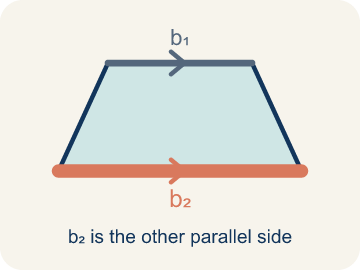 b₁
b₂
b₂ is the other parallel side